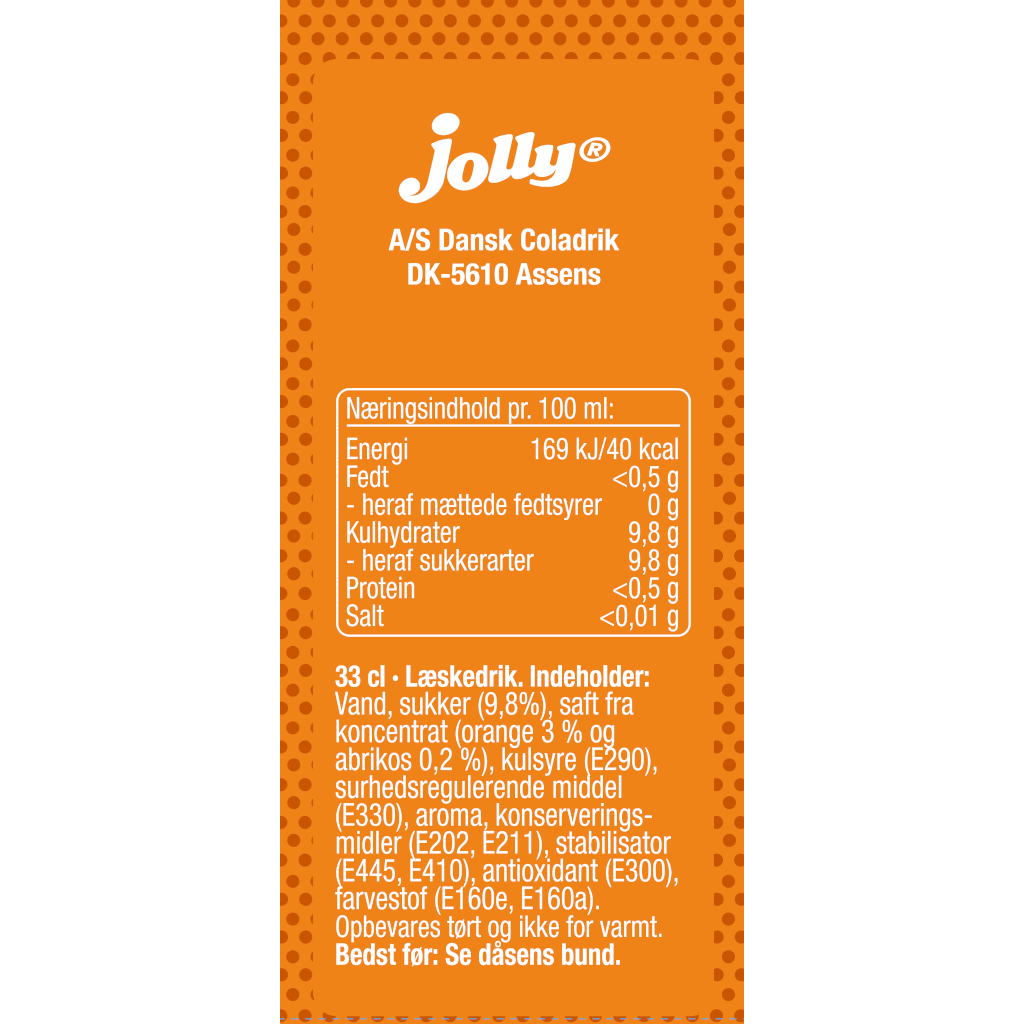 jolly®
A/S Dansk Coladrik
DK-5610 Assens
Næringsindhold pr. 100 ml:
Energi 169 kJ/40 kcal
Fedt <0,5 g
- heraf mættede fedtsyrer 0 g
Kulhydrater 9,8 g
- heraf sukkerarter 9,8 g
Protein <0,5 g
Salt <0,01 g
33 cl · Læskedrik. Indeholder:
Vand, sukker (9,8%), saft fra
koncentrat (orange 3 % og
abrikos 0,2 %), kulsyre (E290),
surhedsregulerende middel
(E330), aroma, konserverings-
midler (E202, E211), stabilisator
(E445, E410), antioxidant (E300),
farvestof (E160e, E160a).
Opbevares tørt og ikke for varmt.
Bedst før: Se dåsens bund.